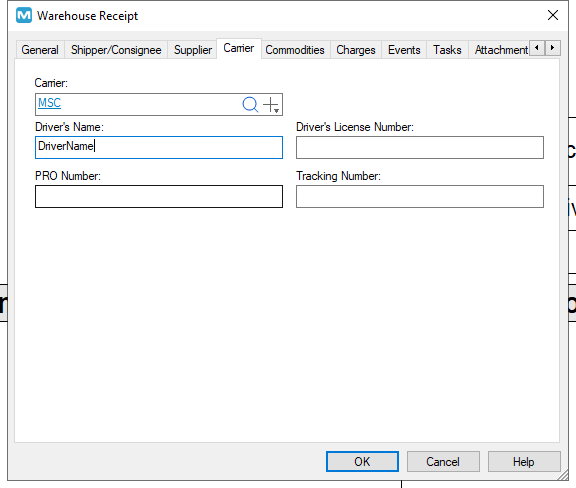 Warehouse Receipt
General Shipper/Consignee Supplier Carrier Commodities Charges Events Tasks Attachment
Carrier:
MSC
Driver's Name: Driver's License Number:
DriverName
PRO Number: Tracking Number:
OK Cancel Help